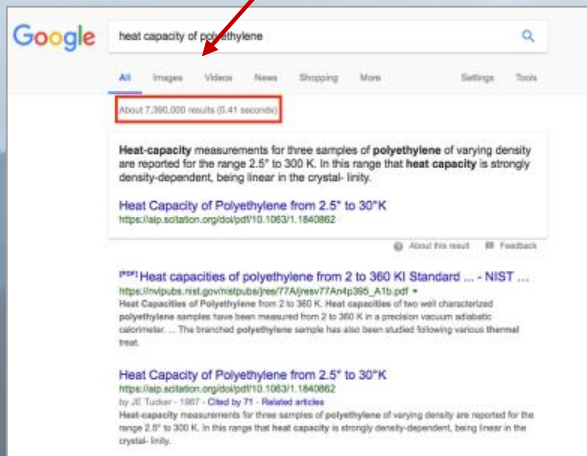 Google
heat capacity of polyethylene
All Images Videos News Shopping More Settings Tools
About 7,390,000 results (0.41 seconds)
Heat-capacity measurements for three samples of polyethylene of varying density
are reported for the range 2.5° to 300 K. In this range that heat capacity is strongly
density-dependent, being linear in the crystal- linity.
Heat Capacity of Polyethylene from 2.5° to 30°K
https://aip.scitation.org/doi/pdf/10.1063/1.1840862
About this result Feedback
[PDF] Heat capacities of polyethylene from 2 to 360 KI Standard ... - NIST ...
https://nvlpubs.nist.gov/nistpubs/jres/77A/jresv77An4p395_A1b.pdf
Heat Capacities of Polyethylene from 2 to 360 K. Heat capacities of two well characterized
polyethylene samples have been measured from 2 to 360 K in a precision vacuum adiabatic
calorimeter. ... The branched polyethylene sample has also been studied following various thermal
treat.
Heat Capacity of Polyethylene from 2.5° to 30°K
https://aip.scitation.org/doi/pdf/10.1063/1.1840862
by JE Tucker - 1967 - Cited by 71 - Related articles
Heat-capacity measurements for three samples of polyethylene of varying density are reported for the
range 2.5° to 300 K. In this range that heat capacity is strongly density-dependent, being linear in the
crystal- linity.